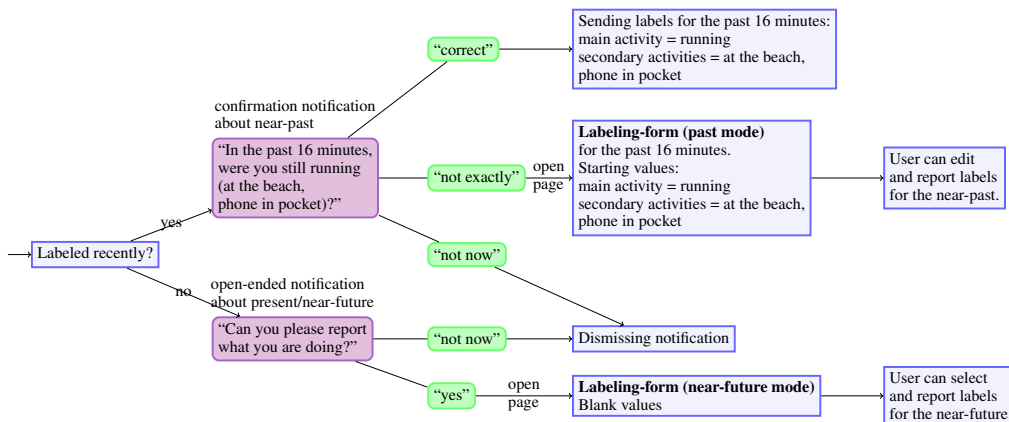 Sending labels for the past 16 minutes:
main activity = running
secondary activities = at the beach,
phone in pocket
“correct”
confirmation notification
about near-past
“In the past 16 minutes,
were you still running
(at the beach,
phone in pocket)?”
“not exactly”
open
page
Labeling-form (past mode)
for the past 16 minutes.
Starting values:
main activity = running
secondary activities = at the beach,
phone in pocket
User can edit
and report labels
for the near-past.
yes
Labeled recently?
“not now”
no
open-ended notification
about present/near-future
“Can you please report
what you are doing?”
“not now”
Dismissing notification
“yes”
open
page
Labeling-form (near-future mode)
Blank values
User can select
and report labels
for the near-future